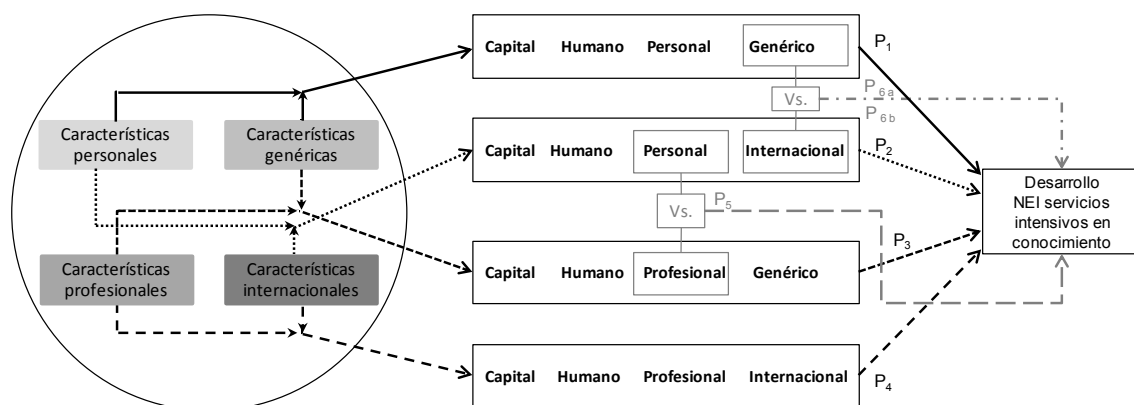 Capital Humano Personal Genérico
P1
Vs.
P6a
P6b
Características
personales
Características
genéricas
Capital Humano Personal Internacional
P2
Vs.
P5
Desarrollo
NEI servicios
intensivos en
conocimiento
Características
profesionales
Características
internacionales
Capital Humano Profesional Genérico
P3
Capital Humano Profesional Internacional
P4